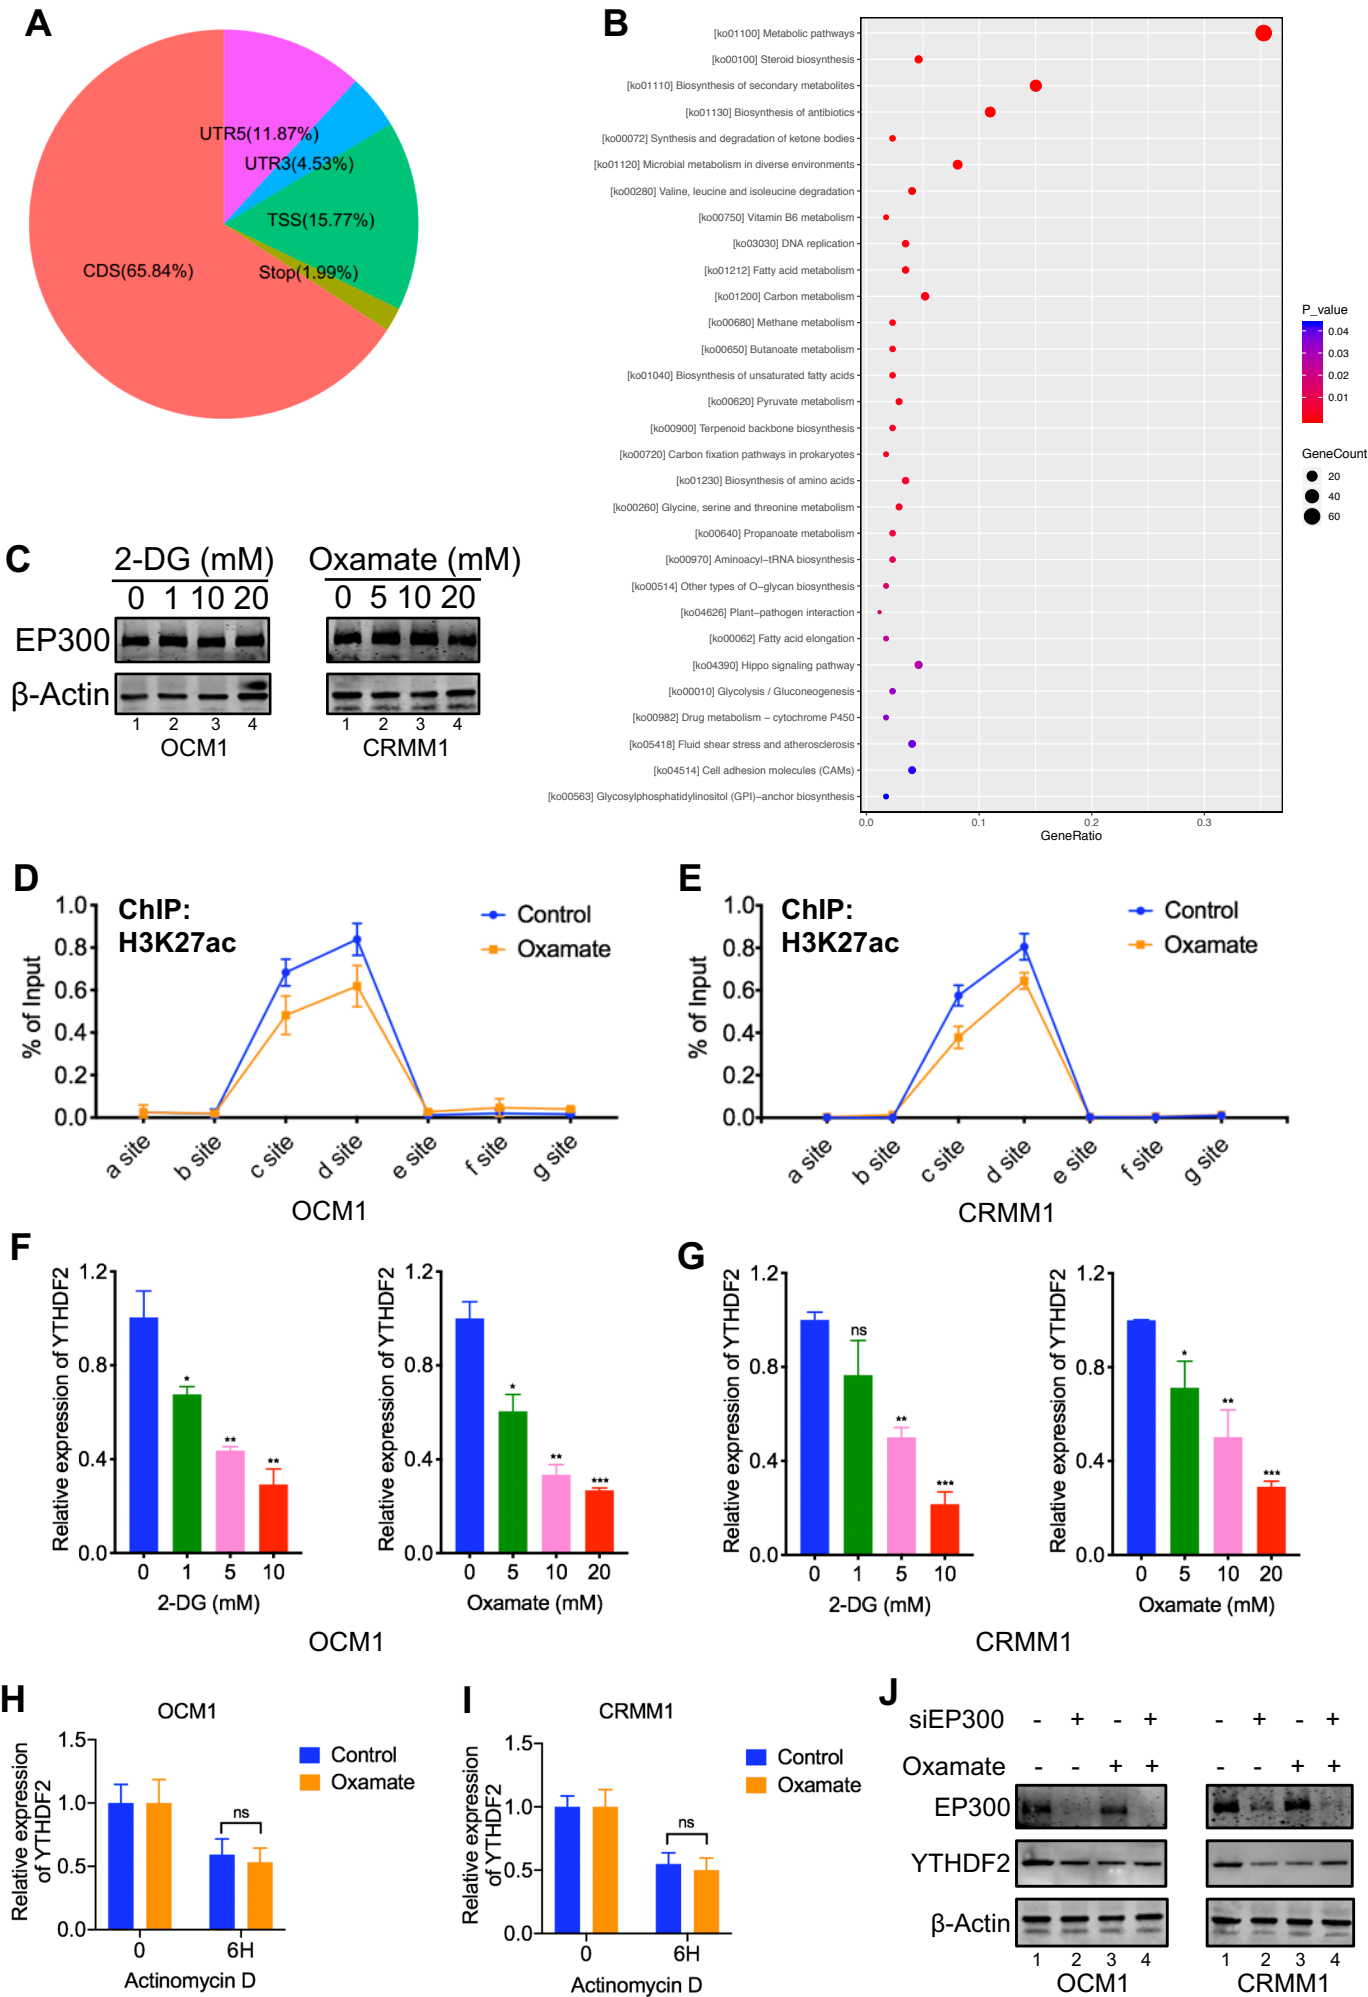 A
UTR5(11.87%)
UTR3(4.53%)
TSS(15.77%)
CDS(65.84%)
Stop(1.99%)
B
[ko01100] Metabolic pathways
[ko00100] Steroid biosynthesis
[ko01110] Biosynthesis of secondary metabolites
[ko01130] Biosynthesis of antibiotics
[ko00072] Synthesis and degradation of ketone bodies
[ko01120] Microbial metabolism in diverse environments
[ko00280] Valine, leucine and isoleucine degradation
[ko00750] Vitamin B6 metabolism
[ko03030] DNA replication
[ko01212] Fatty acid metabolism
[ko01200] Carbon metabolism
[ko00680] Methane metabolism
[ko00650] Butanoate metabolism
[ko01040] Biosynthesis of unsaturated fatty acids
[ko00620] Pyruvate metabolism
[ko00900] Terpenoid backbone biosynthesis
[ko00720] Carbon fixation pathways in prokaryotes
[ko01230] Biosynthesis of amino acids
[ko00260] Glycine, serine and threonine metabolism
[ko00640] Propanoate metabolism
[ko00970] Aminoacyl−tRNA biosynthesis
[ko00514] Other types of O−glycan biosynthesis
[ko04626] Plant−pathogen interaction
[ko00062] Fatty acid elongation
[ko04390] Hippo signaling pathway
[ko00010] Glycolysis / Gluconeogenesis
[ko00982] Drug metabolism − cytochrome P450
[ko05418] Fluid shear stress and atherosclerosis
[ko04514] Cell adhesion molecules (CAMs)
[ko00563] Glycosylphosphatidylinositol (GPI)−anchor biosynthesis
0.0 0.1 0.2 0.3
GeneRatio
P_value
0.04
0.03
0.02
0.01
GeneCount
20
40
60
C
2-DG (mM) Oxamate (mM)
0 1 10 20 0 5 10 20
EP300
β-Actin
1 2 3 4 1 2 3 4
OCM1 CRMM1
D
ChIP:
H3K27ac
Control
Oxamate
% of Input
1.0
0.8
0.6
0.4
0.2
0.0
a site b site c site d site e site f site g site
OCM1
E
ChIP:
H3K27ac
Control
Oxamate
% of Input
1.0
0.8
0.6
0.4
0.2
0.0
a site b site c site d site e site f site g site
CRMM1
F
Relative expression of YTHDF2
1.2
0.8
0.4
0.0
* ** **
0 1 5 10
2-DG (mM)
Relative expression of YTHDF2
1.2
0.8
0.4
0.0
* ** ***
0 5 10 20
Oxamate (mM)
OCM1
G
Relative expression of YTHDF2
1.2
0.8
0.4
0.0
ns ** ***
0 1 5 10
2-DG (mM)
Relative expression of YTHDF2
1.2
0.8
0.4
0.0
* ** ***
0 5 10 20
Oxamate (mM)
CRMM1
H
OCM1
Relative expression
of YTHDF2
1.5
1.0
0.5
0.0
ns
Control
Oxamate
0 6H
Actinomycin D
I
CRMM1
Relative expression
of YTHDF2
1.5
1.0
0.5
0.0
ns
Control
Oxamate
0 6H
Actinomycin D
J
siEP300 - + - + - + - +
Oxamate - - + + - - + +
EP300
YTHDF2
β-Actin
1 2 3 4 1 2 3 4
OCM1 CRMM1